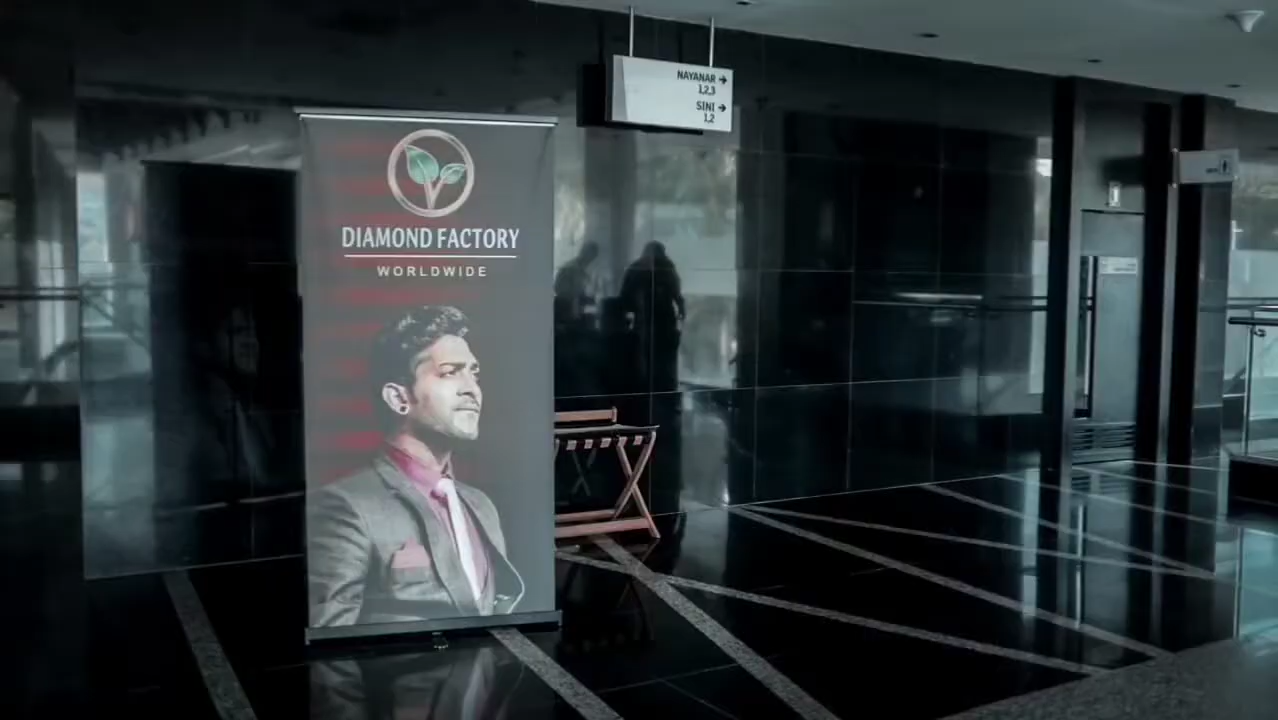 NAYANAR →
1,2,3
SINI →
1,2
DIAMOND FACTORY
WORLDWIDE